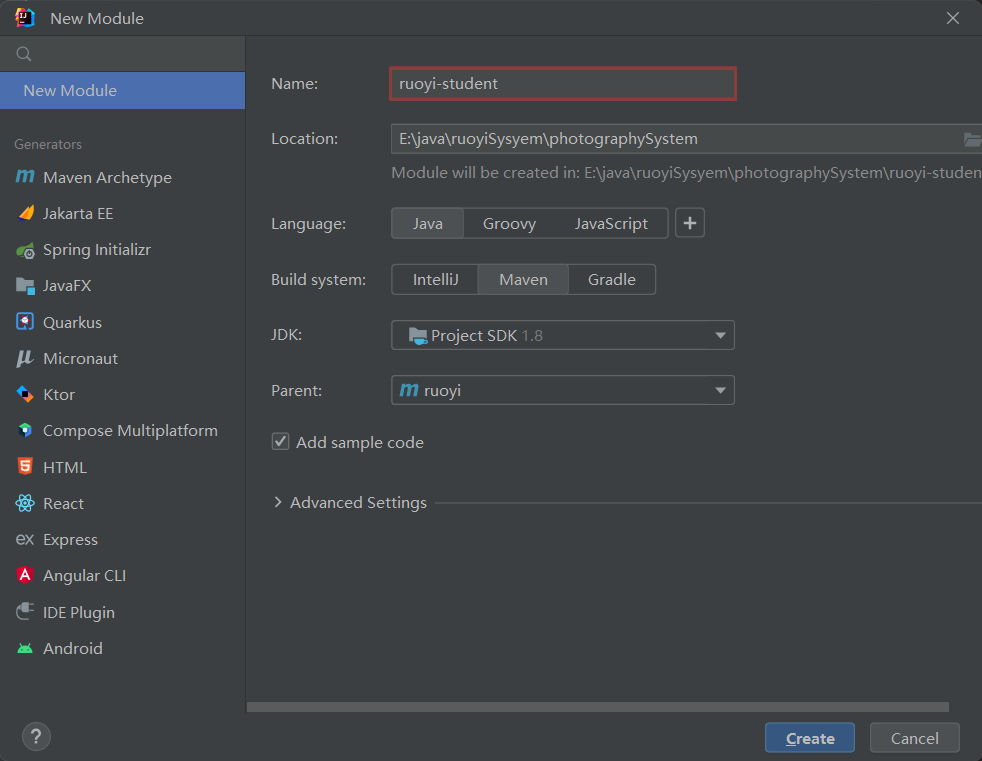 New Module
New Module
Generators
Maven Archetype
Jakarta EE
Spring Initializr
JavaFX
Quarkus
Micronaut
Ktor
Compose Multiplatform
HTML
React
ex Express
Angular CLI
IDE Plugin
Android
Name: ruoyi-student
Location: E:\java\ruoyiSysyem\photographySystem
Module will be created in: E:\java\ruoyiSysyem\photographySystem\ruoyi-studen
Language: Java Groovy JavaScript +
Build system: IntelliJ Maven Gradle
JDK: Project SDK 1.8
Parent: m ruoyi
Add sample code
Advanced Settings
? Create Cancel